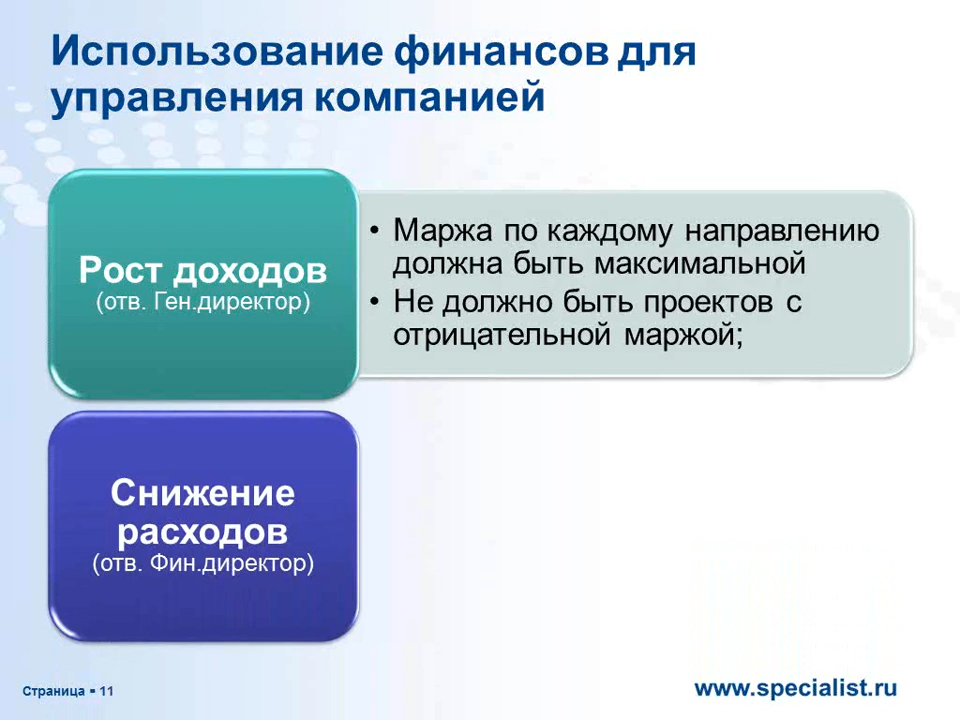 Использование финансов для
управления компанией
Рост доходов
(отв. Ген.директор)
• Маржа по каждому направлению
должна быть максимальной
• Не должно быть проектов с
отрицательной маржой;
Снижение
расходов
(отв. Фин.директор)
Страница ▪ 11
www.specialist.ru